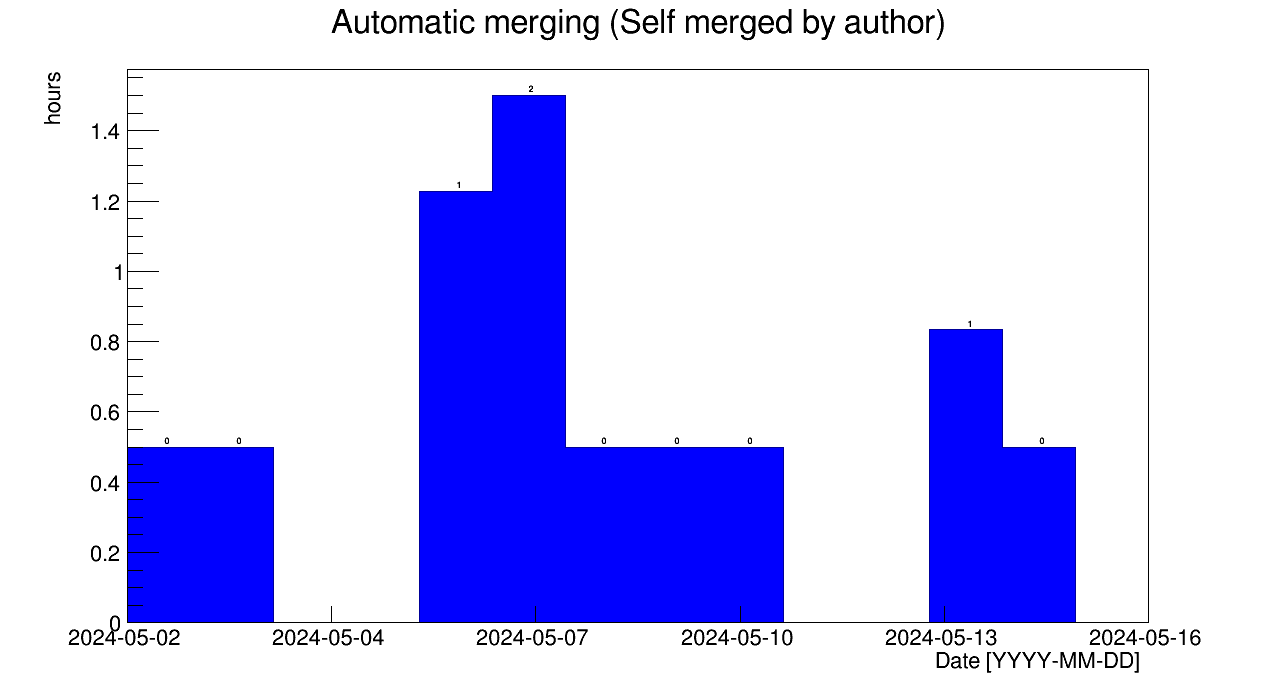 Automatic merging (Self merged by author)
hours
1.4
1.2
1
0.8
0.6
0.4
0.2
0
0 0 1 2 0 0 0 1 0
2024-05-02 2024-05-04 2024-05-07 2024-05-10 2024-05-13 2024-05-16
Date [YYYY-MM-DD]